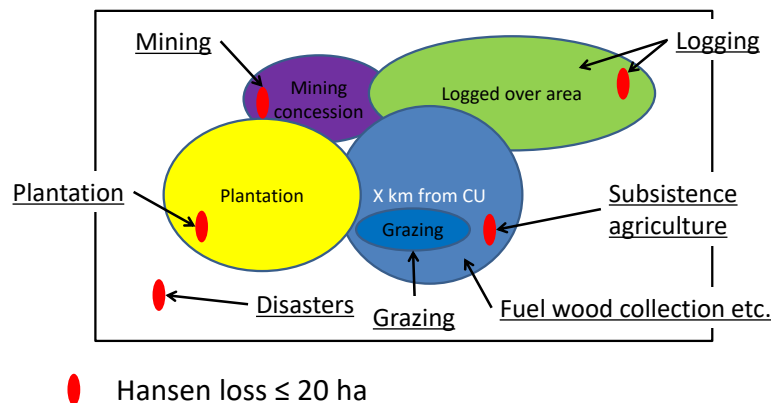 Mining
Logging
Mining
concession
Logged over area
Plantation
Plantation
X km from CU
Subsistence
agriculture
Grazing
Disasters
Grazing
Fuel wood collection etc.
Hansen loss ≤ 20 ha